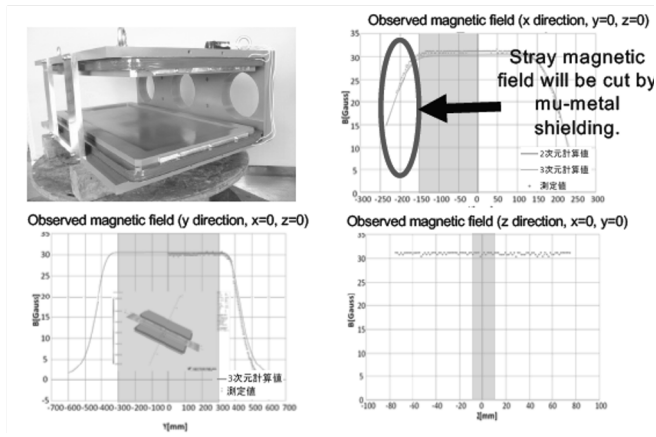 Observed magnetic field (x direction, y=0, z=0)
35
30
25
20
15
10
5
0
B[Gauss]
Stray magnetic
field will be cut by
mu-metal
shielding.
2次元計算値
3次元計算値
測定値
-300 -250 -200 -150 -100 -50 0 50 100 150 200 250 300
Observed magnetic field (y direction, x=0, z=0)
35
30
25
20
15
10
5
0
-5
B[Gauss]
3次元計算値
測定値
-700-600-500-400-300-200-100 0 100 200 300 400 500 600 700
Y[mm]
Observed magnetic field (z direction, x=0, y=0)
35
30
25
20
15
10
5
0
B[Gauss]
-100 -80 -60 -40 -20 0 20 40 60 80 100
Z[mm]